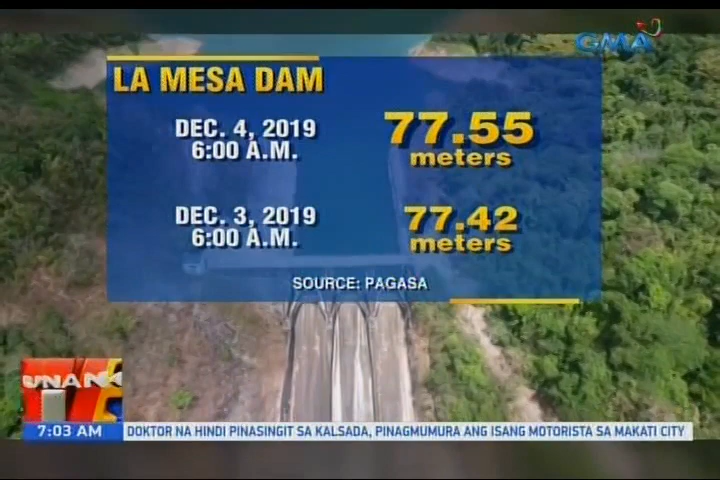 GMA
LA MESA DAM
DEC. 4, 2019
6:00 A.M.
77.55
meters
DEC. 3, 2019
6:00 A.M.
77.42
meters
SOURCE: PAGASA
UNANG
7:03 AM
DOKTOR NA HINDI PINASINGIT SA KALSADA, PINAGMUMURA ANG ISANG MOTORISTA SA MAKATI CITY